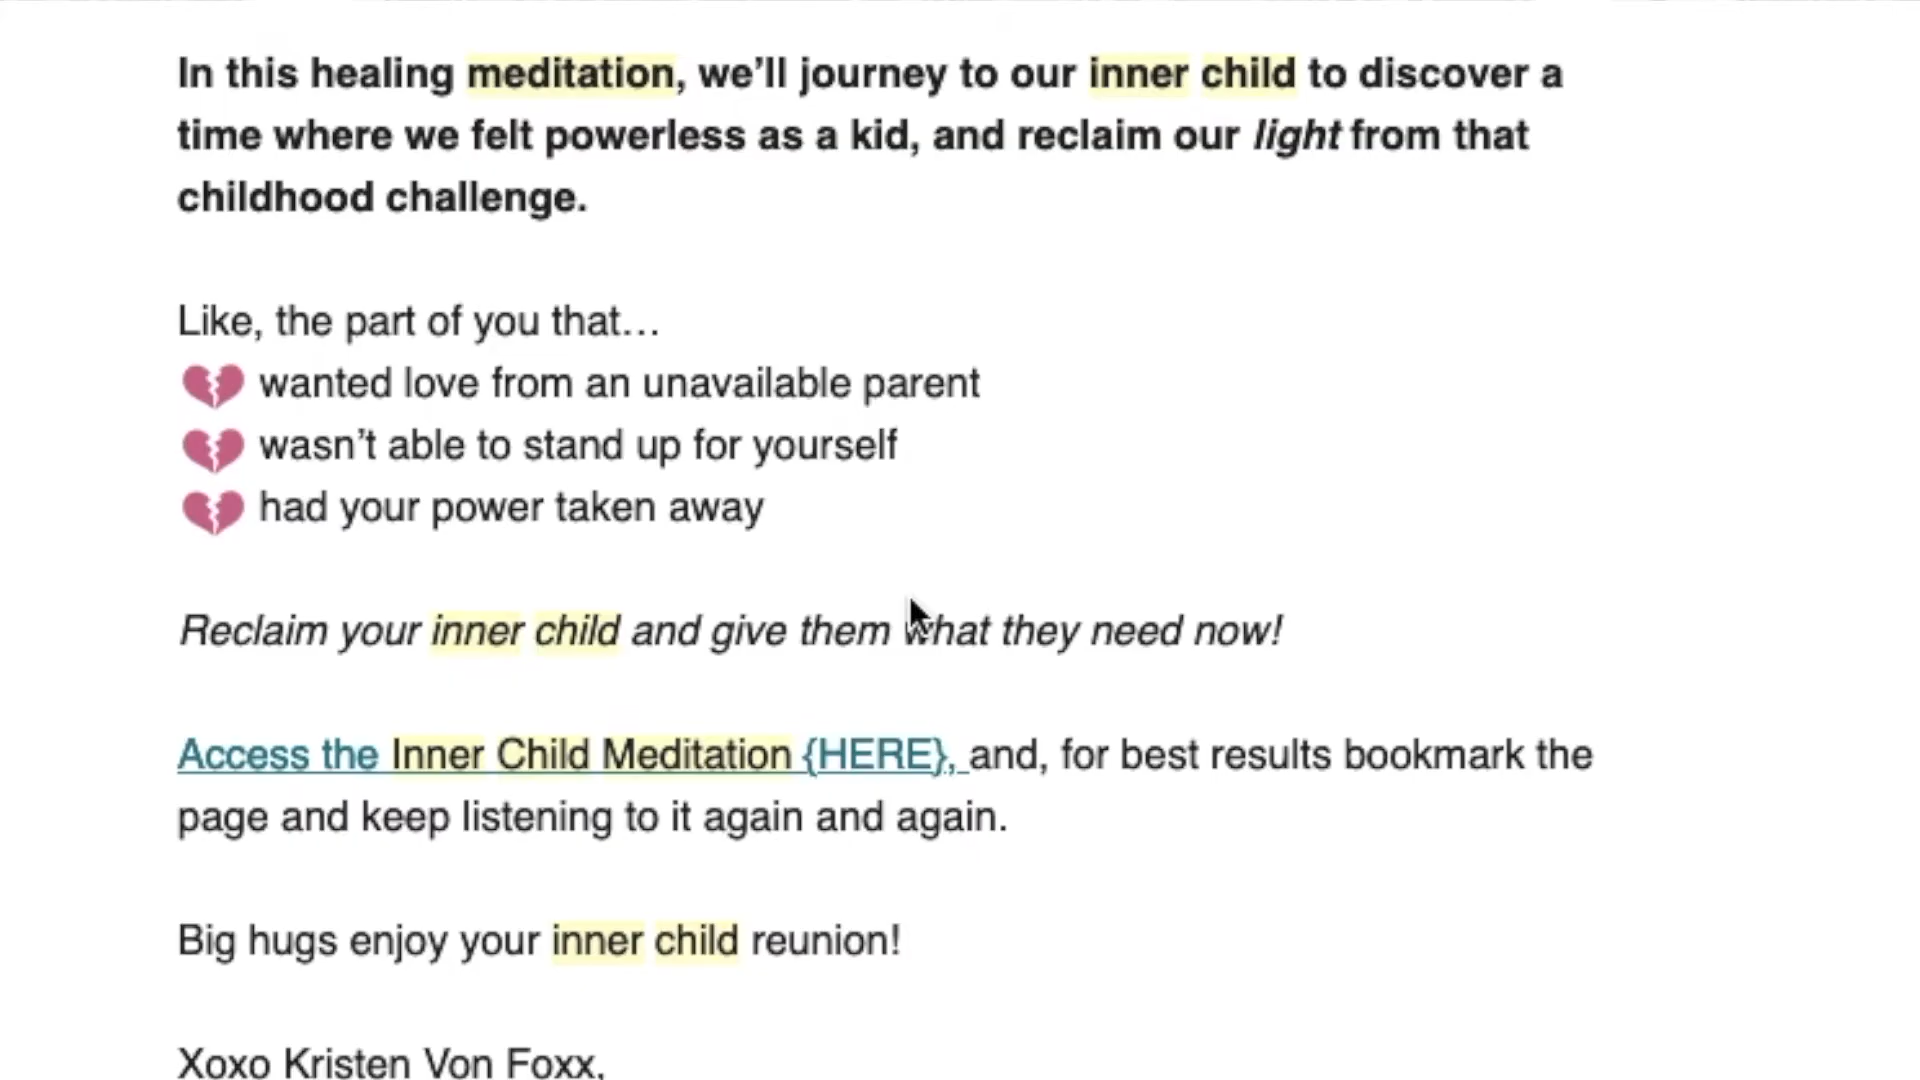 In this healing meditation, we’ll journey to our inner child to discover a
time where we felt powerless as a kid, and reclaim our light from that
childhood challenge.
Like, the part of you that…
💔 wanted love from an unavailable parent
💔 wasn’t able to stand up for yourself
💔 had your power taken away
Reclaim your inner child and give them what they need now!
Access the Inner Child Meditation {HERE}, and, for best results bookmark the
page and keep listening to it again and again.
Big hugs enjoy your inner child reunion!
Xoxo Kristen Von Foxx,